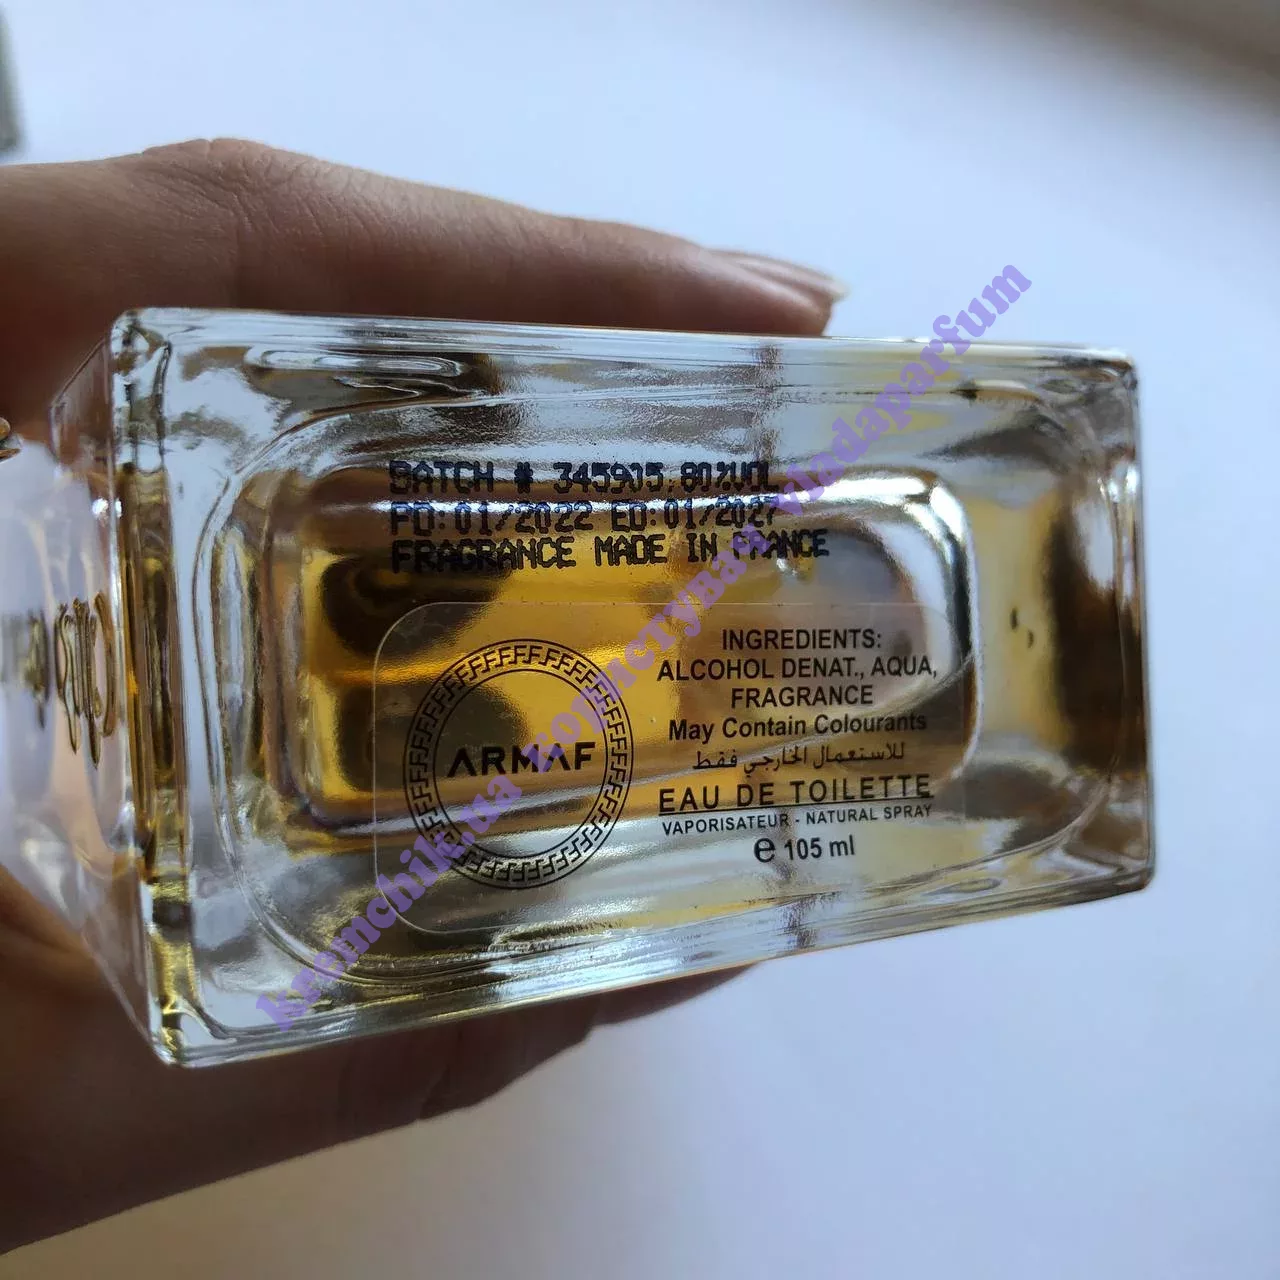 BATCH # 345905 80%VOL
PD: 01/2022 ED: 01/2027
FRAGRANCE MADE IN FRANCE
ARMAF
INGREDIENTS:
ALCOHOL DENAT., AQUA,
FRAGRANCE
May Contain Colourants
للاستعمال الخارجي فقط
EAU DE TOILETTE
VAPORISATEUR - NATURAL SPRAY
e 105 ml
vladaparfum